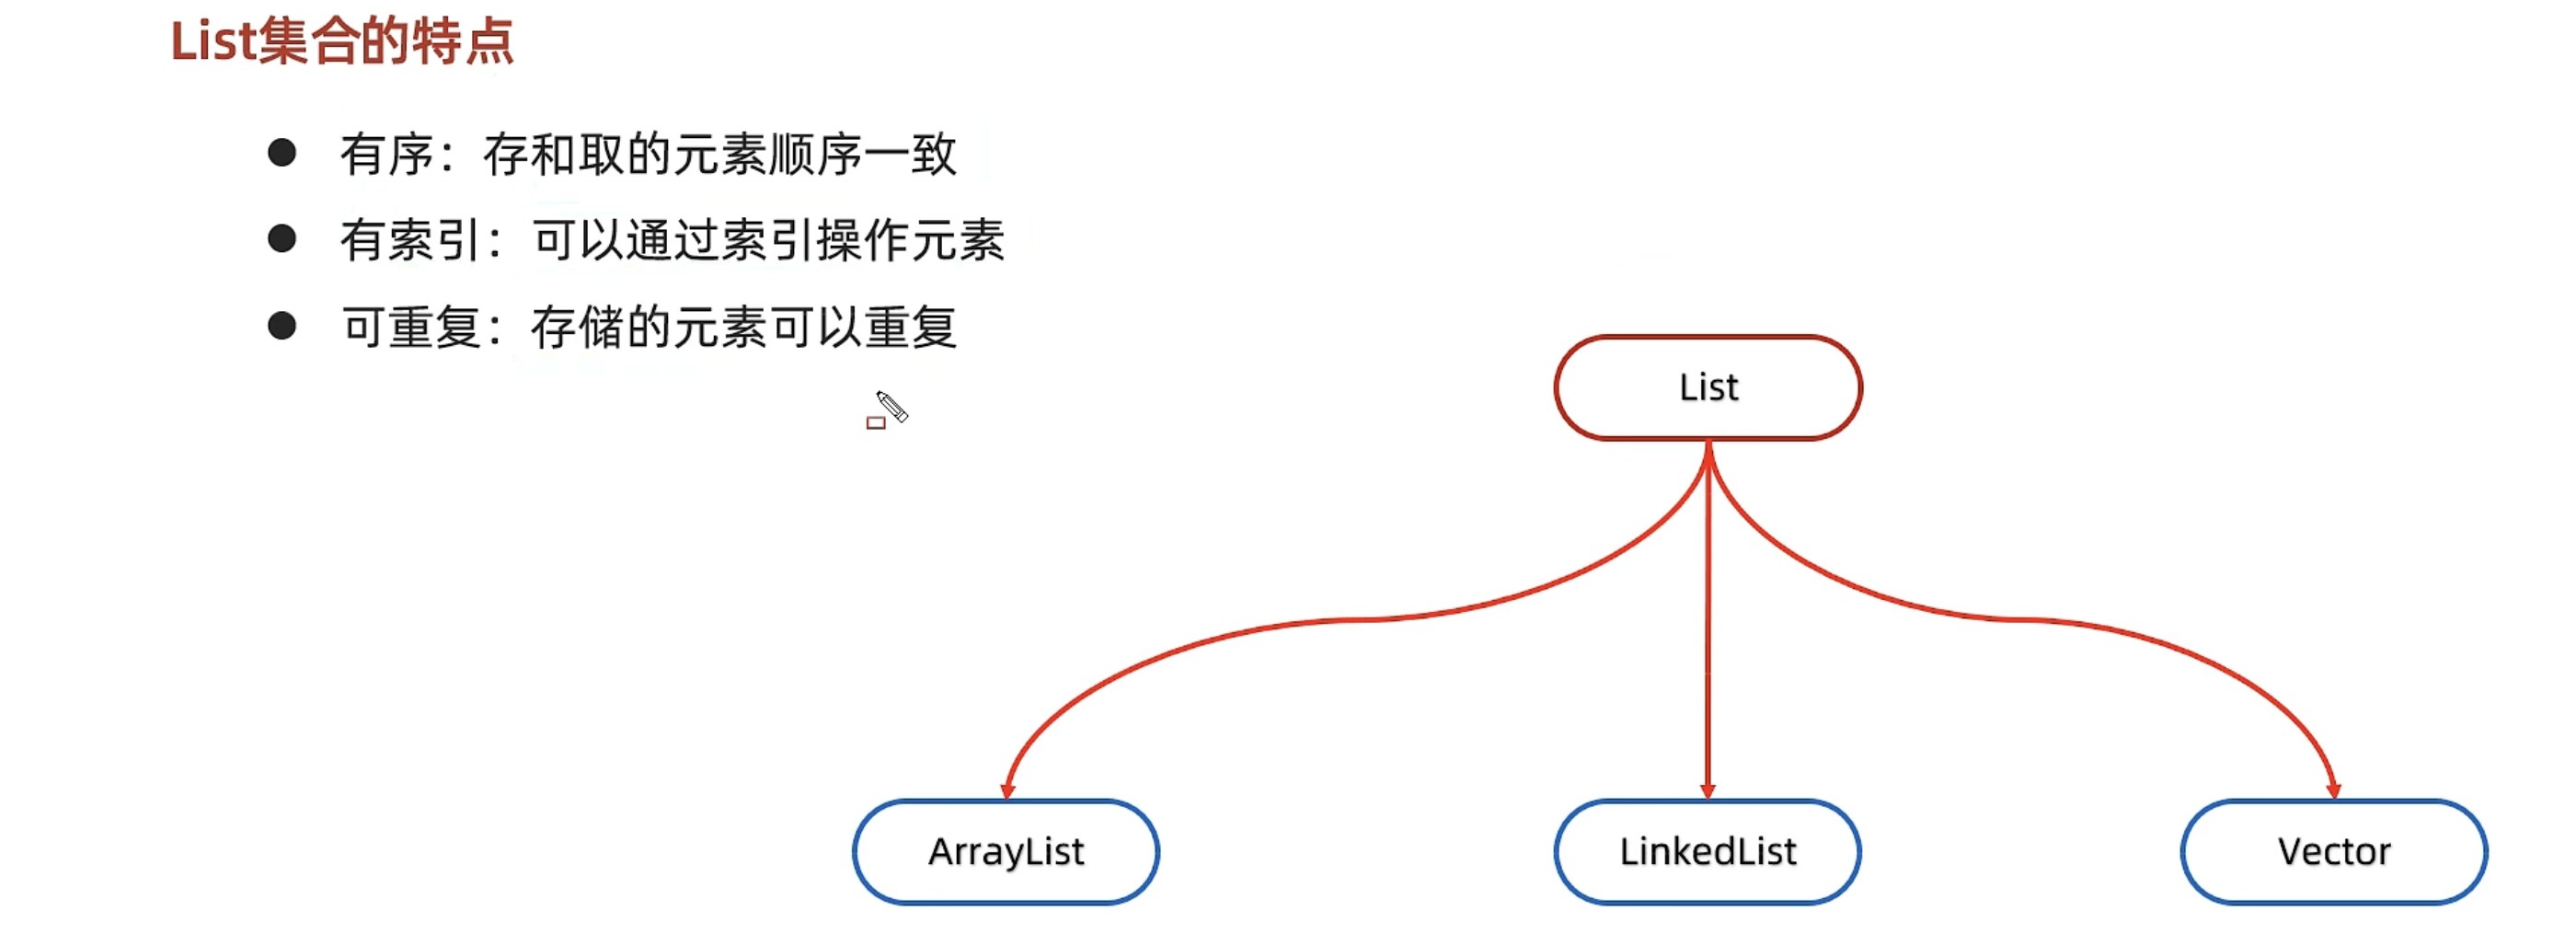 List集合的特点
有序：存和取的元素顺序一致
有索引：可以通过索引操作元素
可重复：存储的元素可以重复
List
ArrayList
LinkedList
Vector